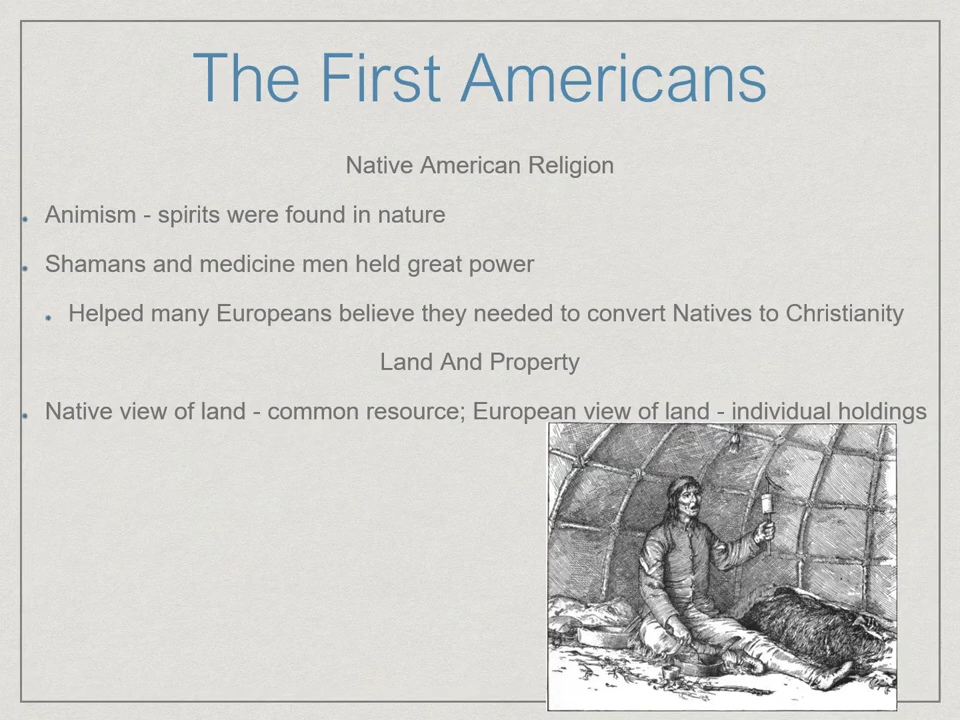 The First Americans
Native American Religion
Animism - spirits were found in nature
Shamans and medicine men held great power
Helped many Europeans believe they needed to convert Natives to Christianity
Land And Property
Native view of land - common resource; European view of land - individual holdings